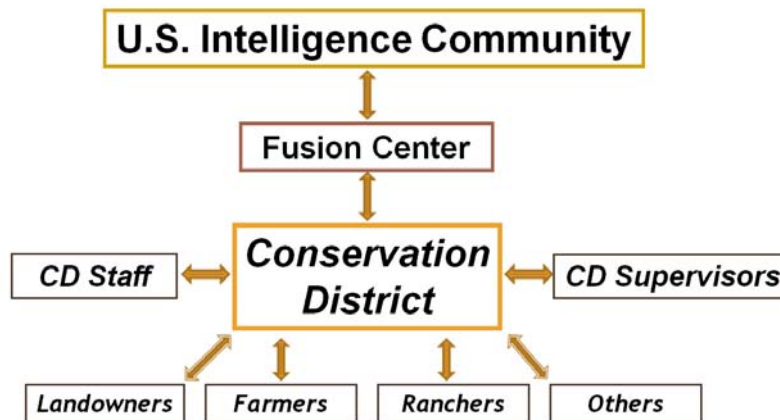 U.S. Intelligence Community
Fusion Center
Conservation
District
CD Staff
CD Supervisors
Landowners
Farmers
Ranchers
Others